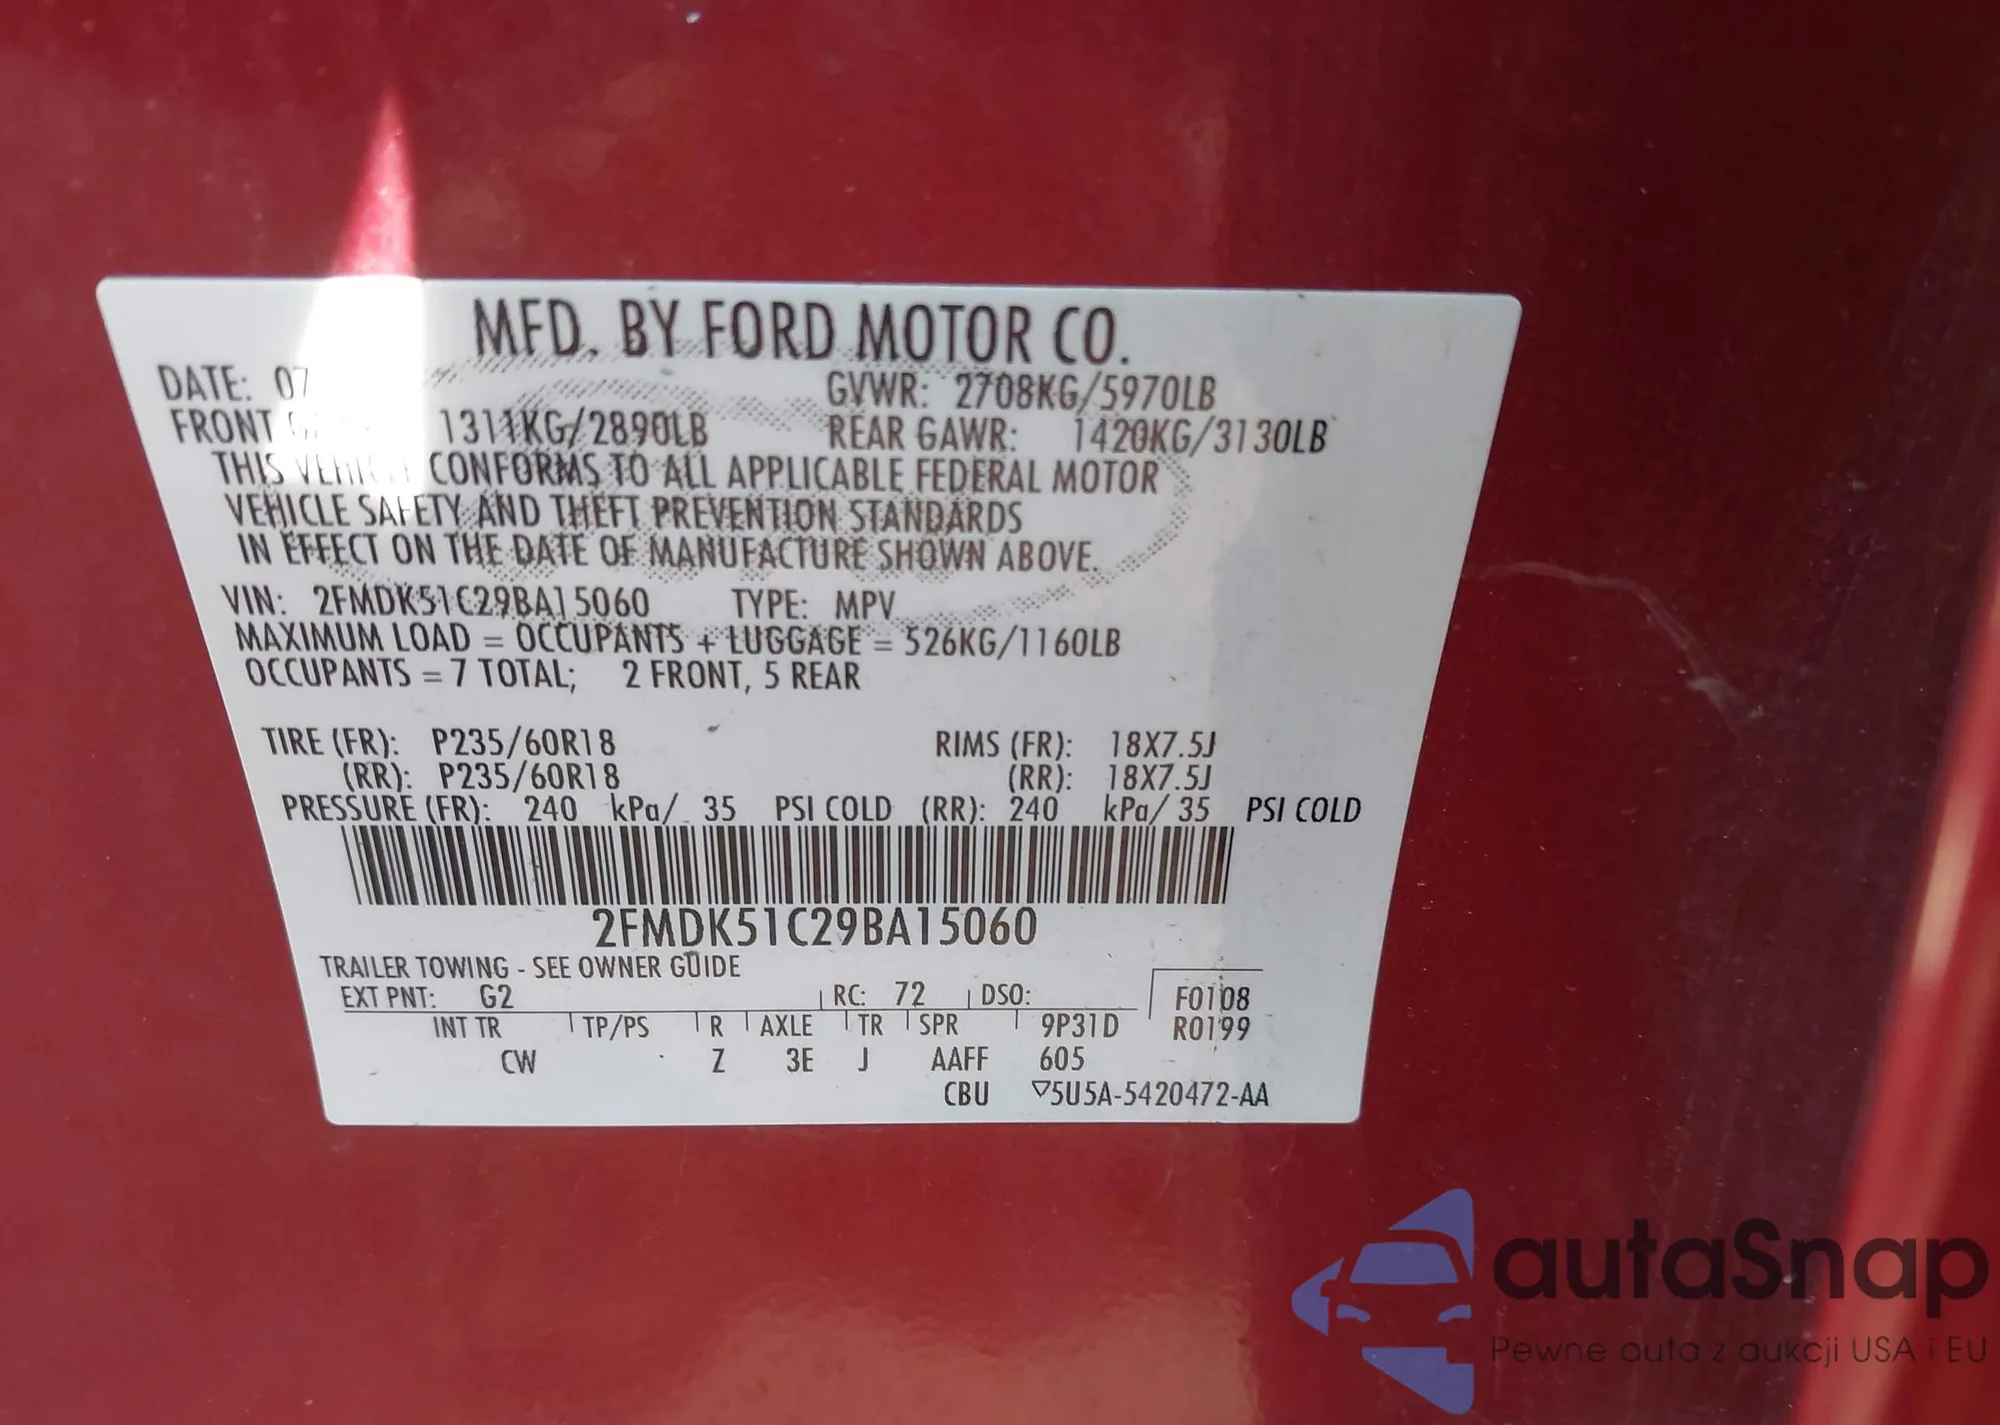 MFD. BY FORD MOTOR CO.
DATE: 07 GVWR: 2708KG/5970LB
FRONT 1311KG/2890LB REAR GAWR: 1420KG/3130LB
THIS VEHICLE CONFORMS TO ALL APPLICABLE FEDERAL MOTOR
VEHICLE SAFETY AND THEFT PREVENTION STANDARDS
IN EFFECT ON THE DATE OF MANUFACTURE SHOWN ABOVE.
VIN: 2FMDK51C29BA15060 TYPE: MPV
MAXIMUM LOAD = OCCUPANTS + LUGGAGE = 526KG/1160LB
OCCUPANTS = 7 TOTAL; 2 FRONT, 5 REAR
TIRE (FR): P235/60R18 RIMS (FR): 18X7.5J
(RR): P235/60R18 (RR): 18X7.5J
PRESSURE (FR): 240 kPa/ 35 PSI COLD (RR): 240 kPa/ 35 PSI COLD
2FMDK51C29BA15060
TRAILER TOWING - SEE OWNER GUIDE
EXT PNT: G2 RC: 72 DSO: F0108
INT TR TP/PS R AXLE TR SPR 9P31D R0199
CW Z 3E J AAFF 605
CBU ▽5U5A-5420472-AA
autaSnap
Pewne auta z aukcji USA i EU